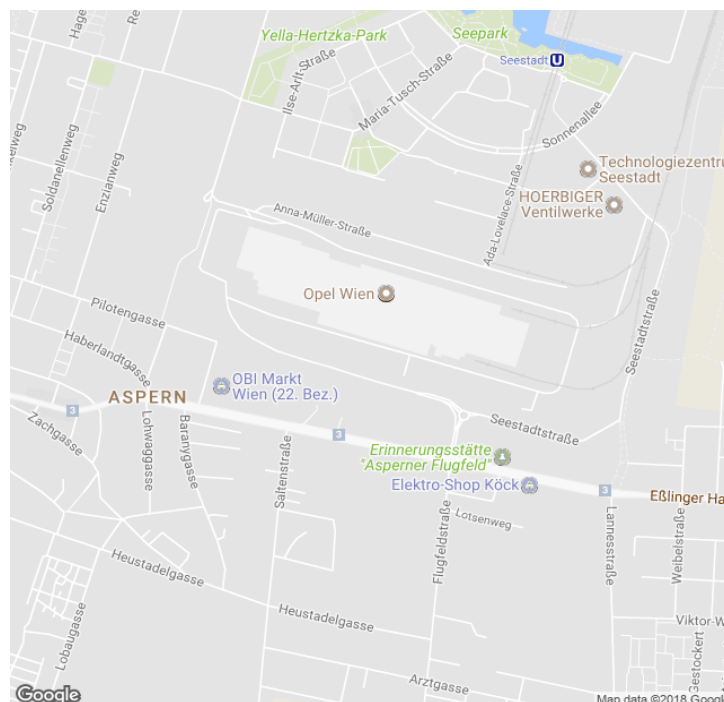 Yella-Hertzka-Park
Seepark
Seestadt U
Ilse-Arlt-Straße
Maria-Tusch-Straße
Sonnenallee
Soldanellenweg
Enzianweg
Technologiezentru
Seestadt
HOERBIGER
Ventilwerke
Anna-Müller-Straße
Ada-Lovelace-Straße
Opel Wien
Seestadtstraße
Pilotengasse
Haberlandtgasse
OBI Markt
Wien (22. Bez.)
ASPERN
3
Zachgasse
Lohwaggasse
Baranygasse
3
Seestadtstraße
Erinnerungsstätte
"Asperner Flugfeld"
Elektro-Shop Köck
3
Eßlinger Ha
Saltenstraße
Flugfeldstraße
Lotsenweg
Lannesstraße
Weibelstraße
Heustadelgasse
Heustadelgasse
Viktor-W
Lobaugasse
Arztgasse
Gestockert
Google
Map data ©2018 Google